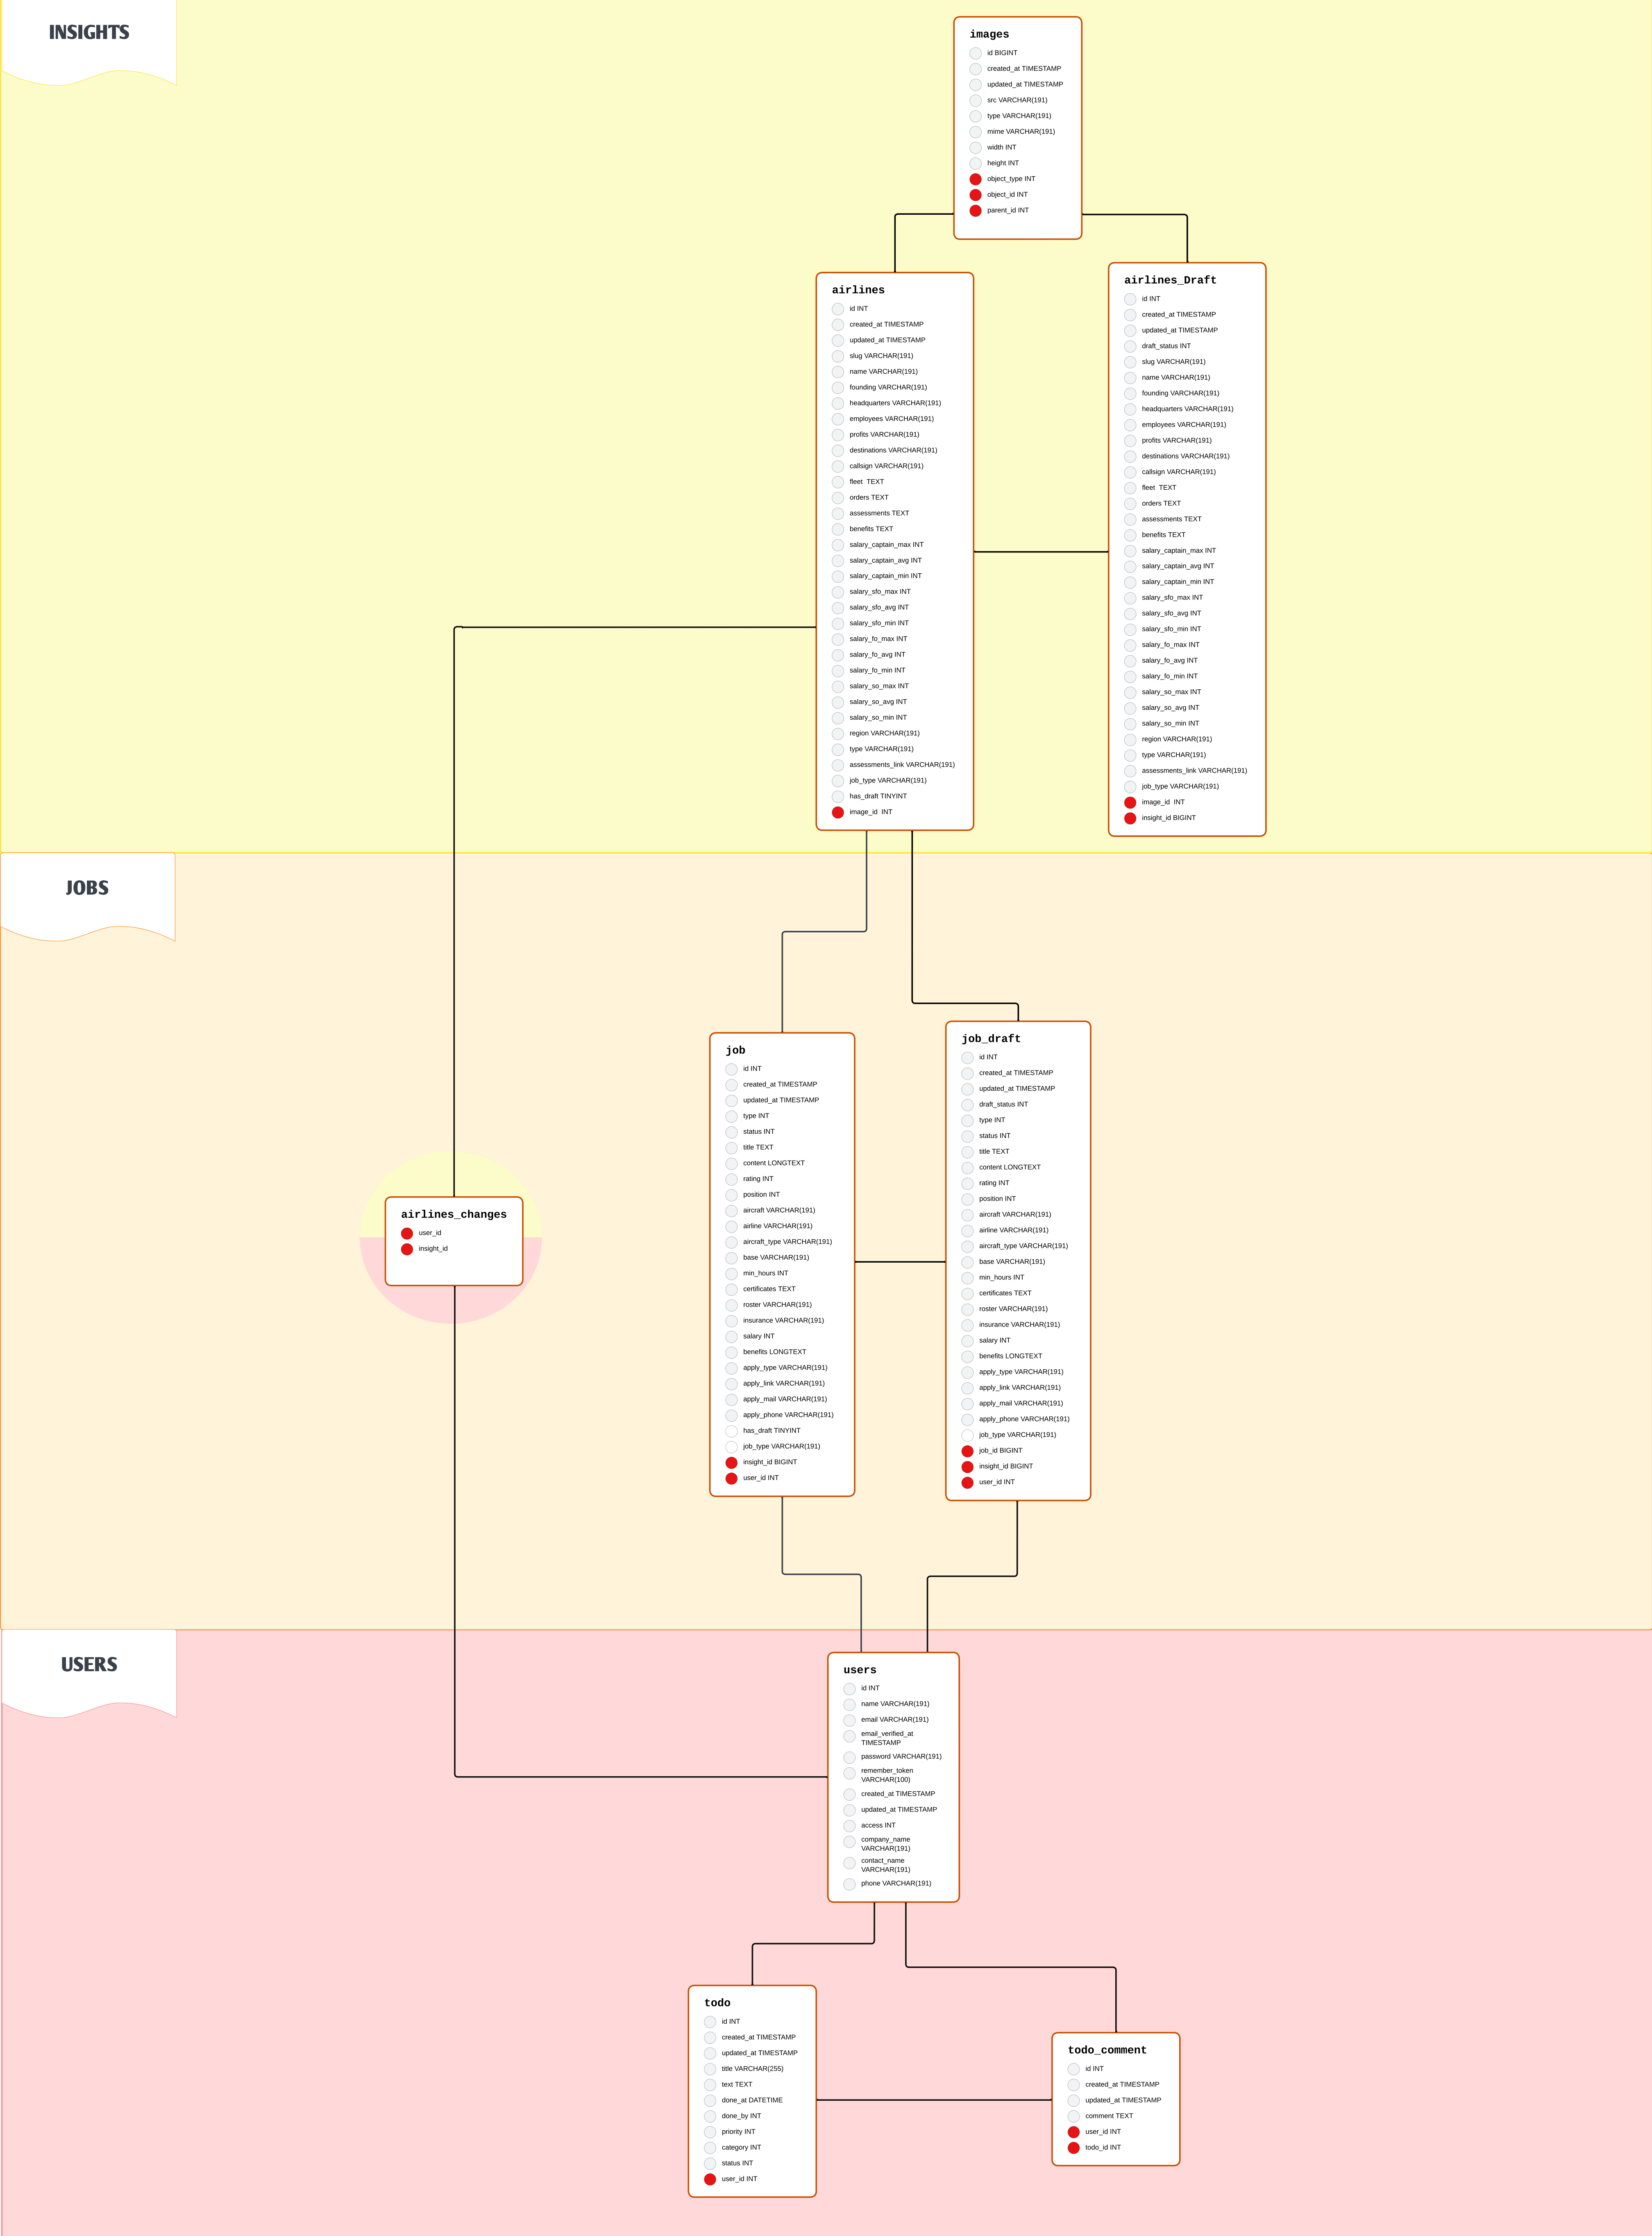 INSIGHTS
images
id BIGINT
created_at TIMESTAMP
updated_at TIMESTAMP
src VARCHAR(191)
type VARCHAR(191)
mime VARCHAR(191)
width INT
height INT
object_type INT
object_id INT
parent_id INT
airlines
id INT
created_at TIMESTAMP
updated_at TIMESTAMP
slug VARCHAR(191)
name VARCHAR(191)
founding VARCHAR(191)
headquarters VARCHAR(191)
employees VARCHAR(191)
profits VARCHAR(191)
destinations VARCHAR(191)
callsign VARCHAR(191)
fleet  TEXT
orders TEXT
assessments TEXT
benefits TEXT
salary_captain_max INT
salary_captain_avg INT
salary_captain_min INT
salary_sfo_max INT
salary_sfo_avg INT
salary_sfo_min INT
salary_fo_max INT
salary_fo_avg INT
salary_fo_min INT
salary_so_max INT
salary_so_avg INT
salary_so_min INT
region VARCHAR(191)
type VARCHAR(191)
assessments_link VARCHAR(191)
job_type VARCHAR(191)
has_draft TINYINT
image_id  INT
airlines_Draft
id INT
created_at TIMESTAMP
updated_at TIMESTAMP
draft_status INT
slug VARCHAR(191)
name VARCHAR(191)
founding VARCHAR(191)
headquarters VARCHAR(191)
employees VARCHAR(191)
profits VARCHAR(191)
destinations VARCHAR(191)
callsign VARCHAR(191)
fleet  TEXT
orders TEXT
assessments TEXT
benefits TEXT
salary_captain_max INT
salary_captain_avg INT
salary_captain_min INT
salary_sfo_max INT
salary_sfo_avg INT
salary_sfo_min INT
salary_fo_max INT
salary_fo_avg INT
salary_fo_min INT
salary_so_max INT
salary_so_avg INT
salary_so_min INT
region VARCHAR(191)
type VARCHAR(191)
assessments_link VARCHAR(191)
job_type VARCHAR(191)
image_id  INT
insight_id BIGINT
JOBS
airlines_changes
user_id
insight_id
job
id INT
created_at TIMESTAMP
updated_at TIMESTAMP
type INT
status INT
title TEXT
content LONGTEXT
rating INT
position INT
aircraft VARCHAR(191)
airline VARCHAR(191)
aircraft_type VARCHAR(191)
base VARCHAR(191)
min_hours INT
certificates TEXT
roster VARCHAR(191)
insurance VARCHAR(191)
salary INT
benefits LONGTEXT
apply_type VARCHAR(191)
apply_link VARCHAR(191)
apply_mail VARCHAR(191)
apply_phone VARCHAR(191)
has_draft TINYINT
job_type VARCHAR(191)
insight_id BIGINT
user_id INT
job_draft
id INT
created_at TIMESTAMP
updated_at TIMESTAMP
draft_status INT
type INT
status INT
title TEXT
content LONGTEXT
rating INT
position INT
aircraft VARCHAR(191)
airline VARCHAR(191)
aircraft_type VARCHAR(191)
base VARCHAR(191)
min_hours INT
certificates TEXT
roster VARCHAR(191)
insurance VARCHAR(191)
salary INT
benefits LONGTEXT
apply_type VARCHAR(191)
apply_link VARCHAR(191)
apply_mail VARCHAR(191)
apply_phone VARCHAR(191)
job_type VARCHAR(191)
job_id BIGINT
insight_id BIGINT
user_id INT
USERS
users
id INT
name VARCHAR(191)
email VARCHAR(191)
email_verified_at
TIMESTAMP
password VARCHAR(191)
remember_token
VARCHAR(100)
created_at TIMESTAMP
updated_at TIMESTAMP
access INT
company_name
VARCHAR(191)
contact_name
VARCHAR(191)
phone VARCHAR(191)
todo
id INT
created_at TIMESTAMP
updated_at TIMESTAMP
title VARCHAR(255)
text TEXT
done_at DATETIME
done_by INT
priority INT
category INT
status INT
user_id INT
todo_comment
id INT
created_at TIMESTAMP
updated_at TIMESTAMP
comment TEXT
user_id INT
todo_id INT